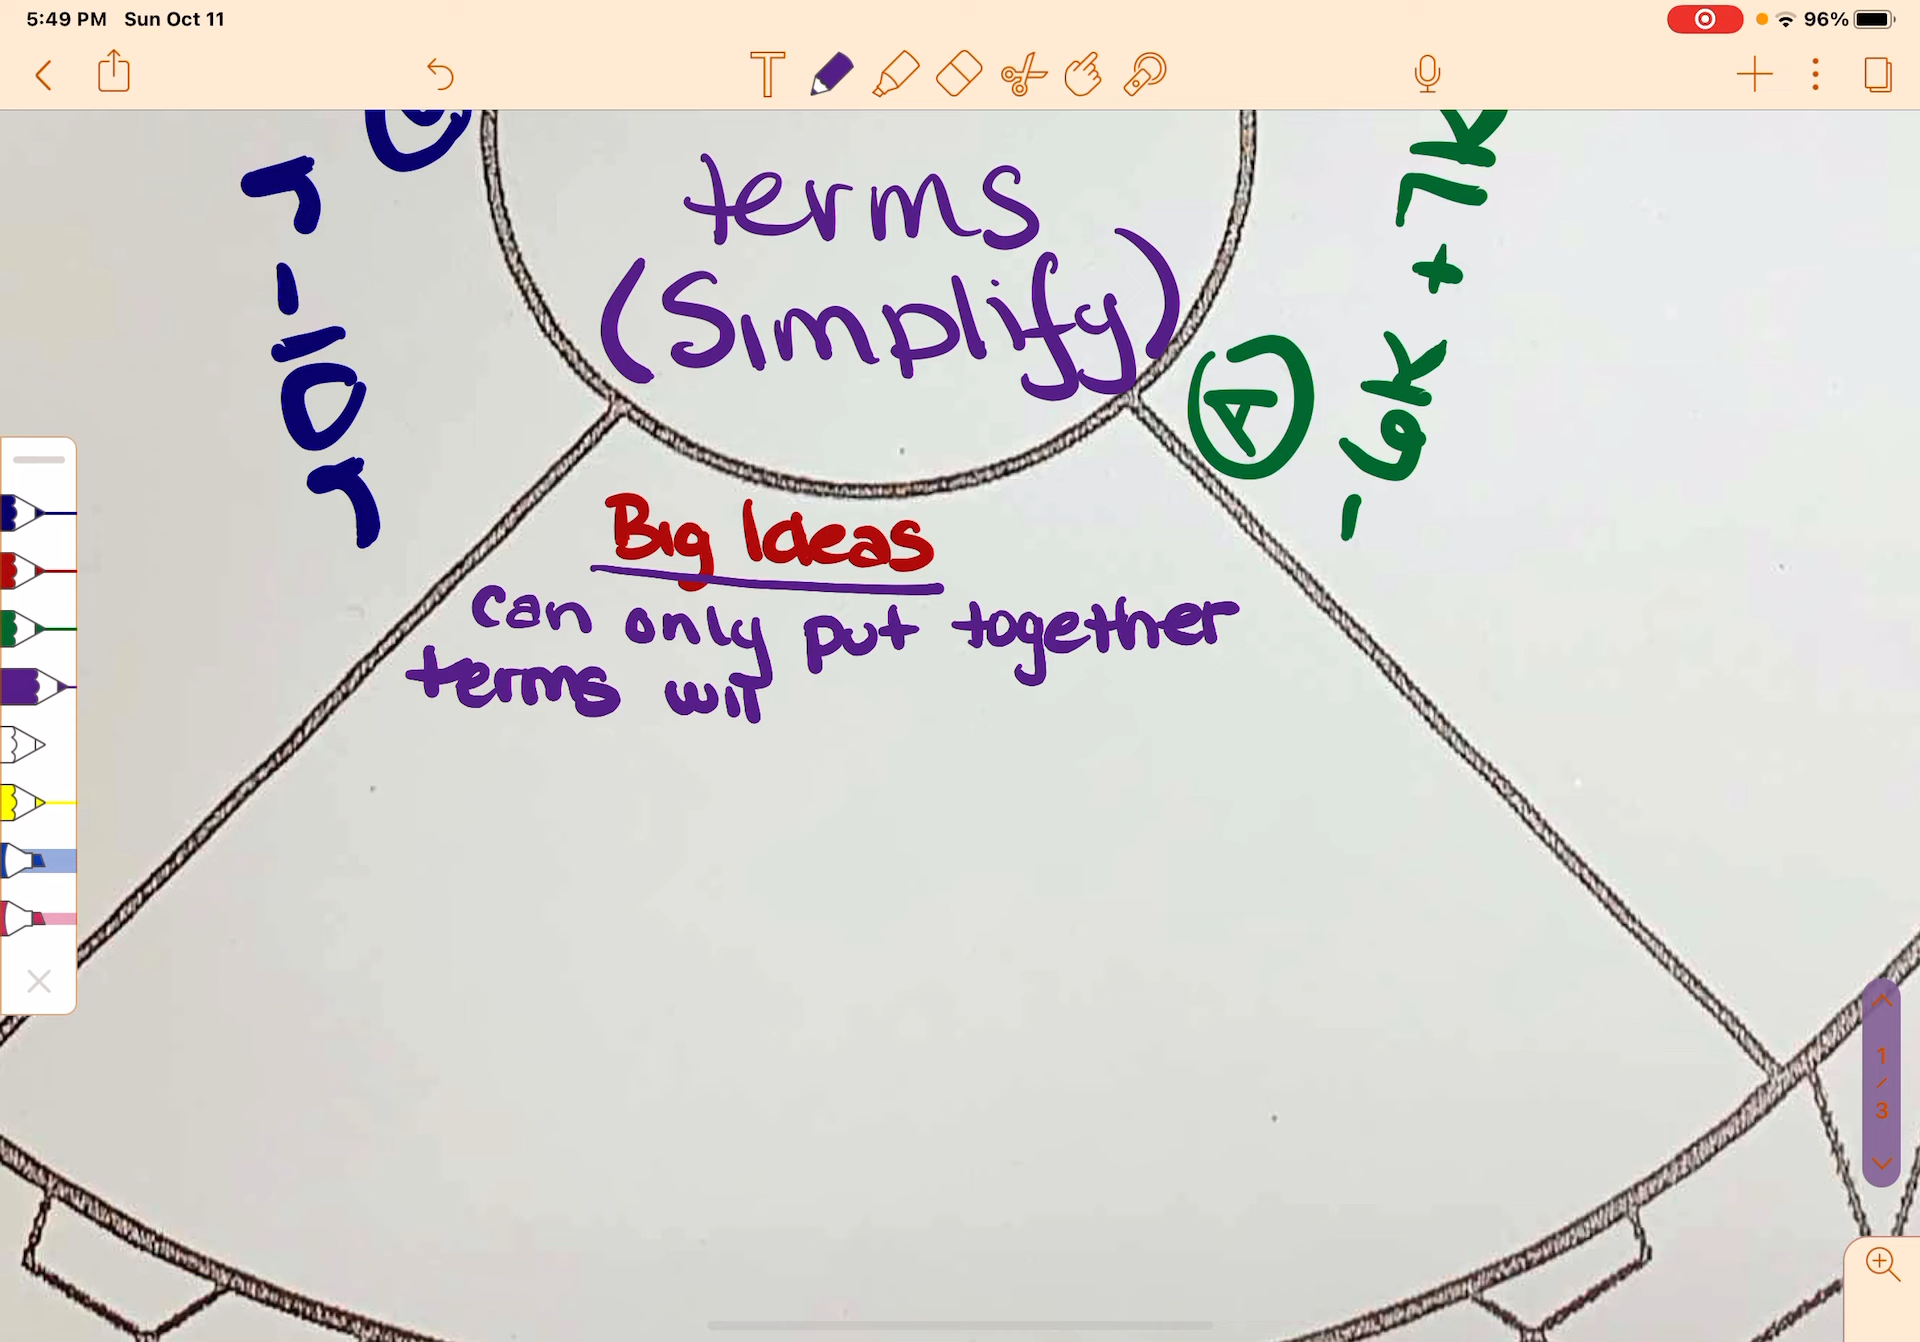 5:49 PM Sun Oct 11
96%
T
terms
(Simplify)
r - 10r
A
-6k + 7k
Big Ideas
can only put together
terms wit
1
/
3